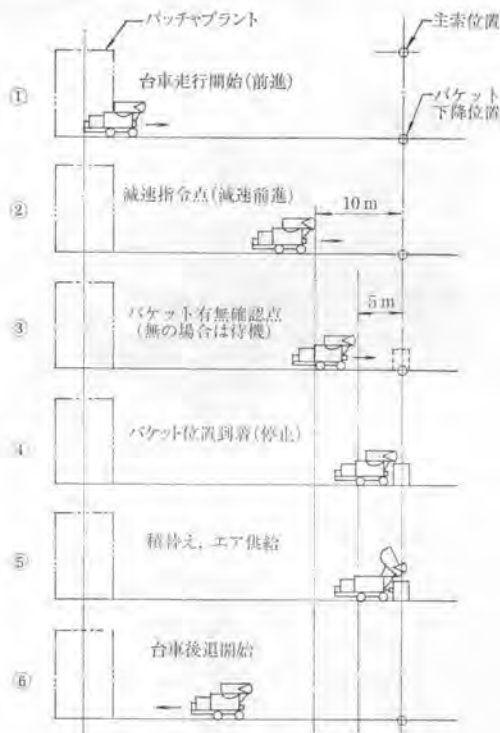 バッチャプラント
主索位置
①
台車走行開始(前進)
バケット
下降位置
②
減速指令点(減速前進)
10 m
③
バケット有無確認点
(無の場合は待機)
5 m
④
バケット位置到着(停止)
⑤
積替え，エア供給
⑥
台車後退開始